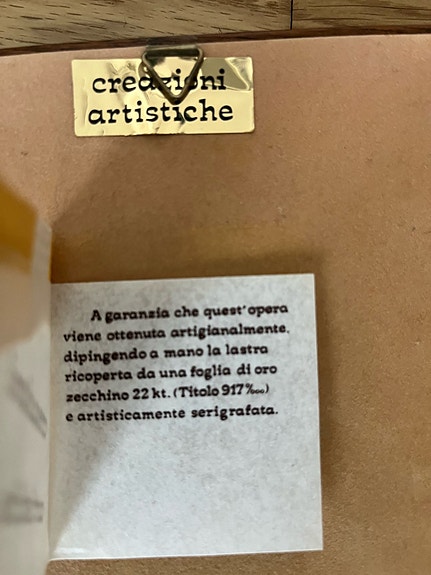 creazioni
artistiche
A garanzia che quest'opera
viene ottenuta artigianalmente,
dipingendo a mano la lastra
ricoperta da una foglia di oro
zecchino 22 kt. (Titolo 917‰)
e artisticamente serigrafata.